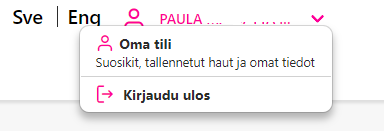 Sve | Eng PAULA
Oma tili
Suosikit, tallennetut haut ja omat tiedot
Kirjaudu ulos